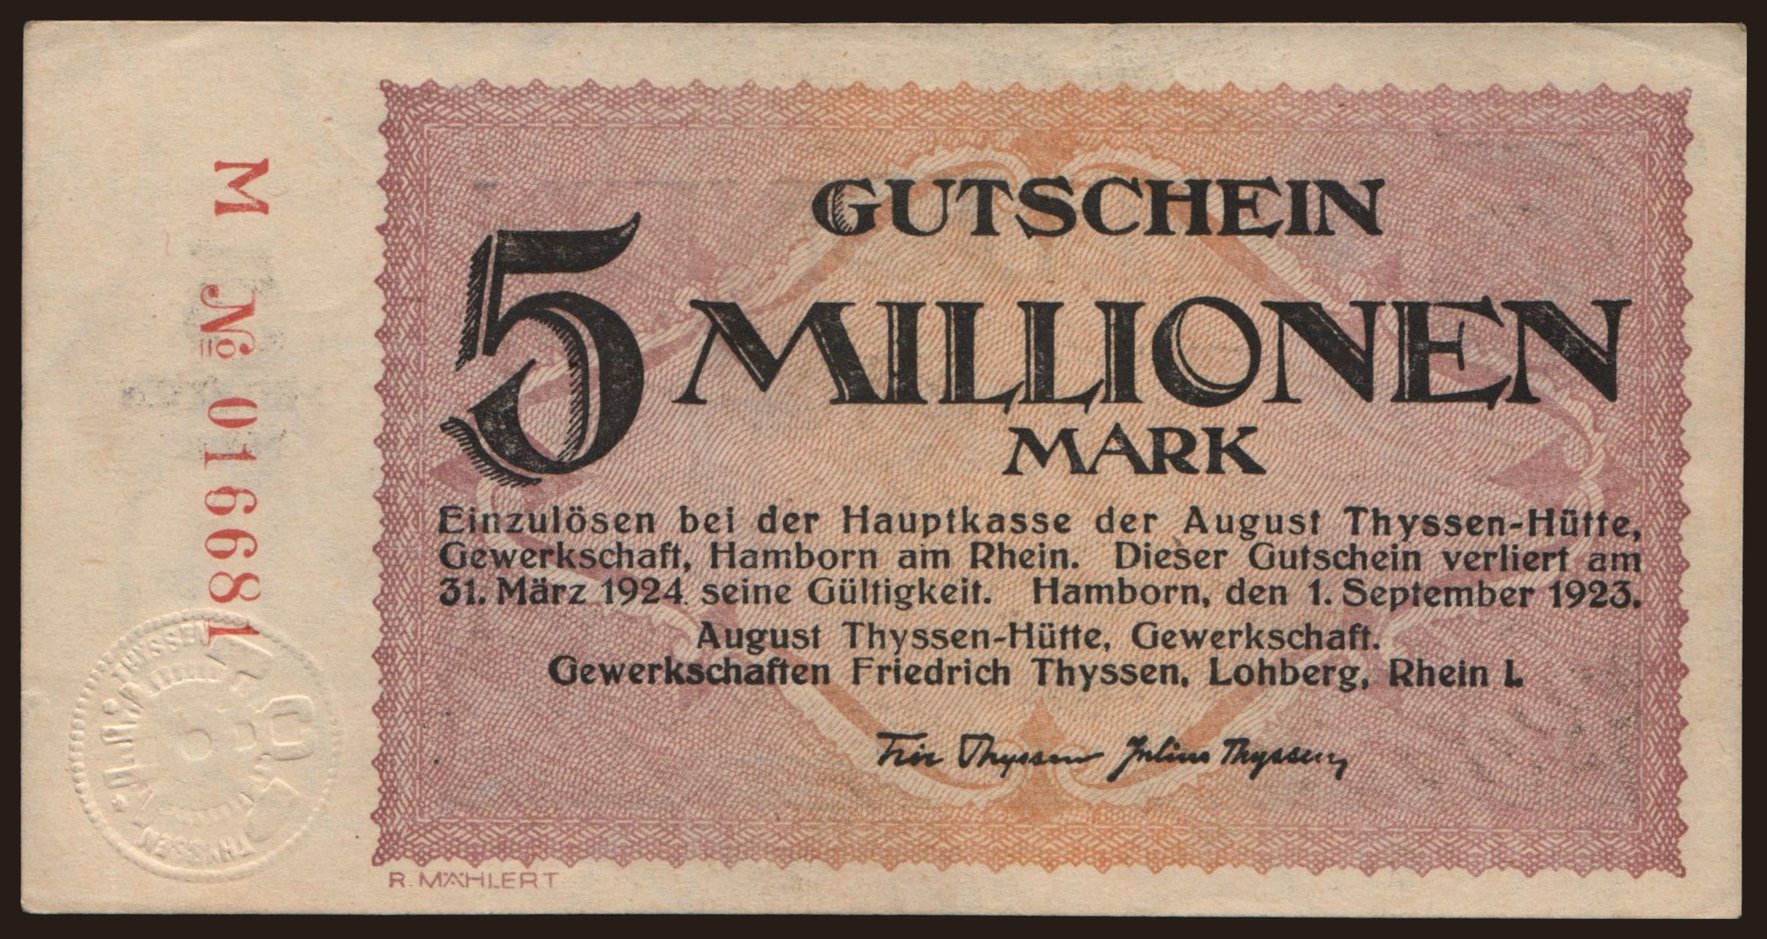 GUTSCHEIN
5 MILLIONEN
MARK
Einzulösen bei der Hauptkasse der August Thyssen-Hütte,
Gewerkschaft, Hamborn am Rhein. Dieser Gutschein verliert am
31. März 1924 seine Gültigkeit. Hamborn, den 1. September 1923.
August Thyssen-Hütte, Gewerkschaft.
Gewerkschaften Friedrich Thyssen, Lohberg, Rhein I.
Julius Thyssen
M № 016681
THYSSEN
THYSSEN
R. MÄHLERT